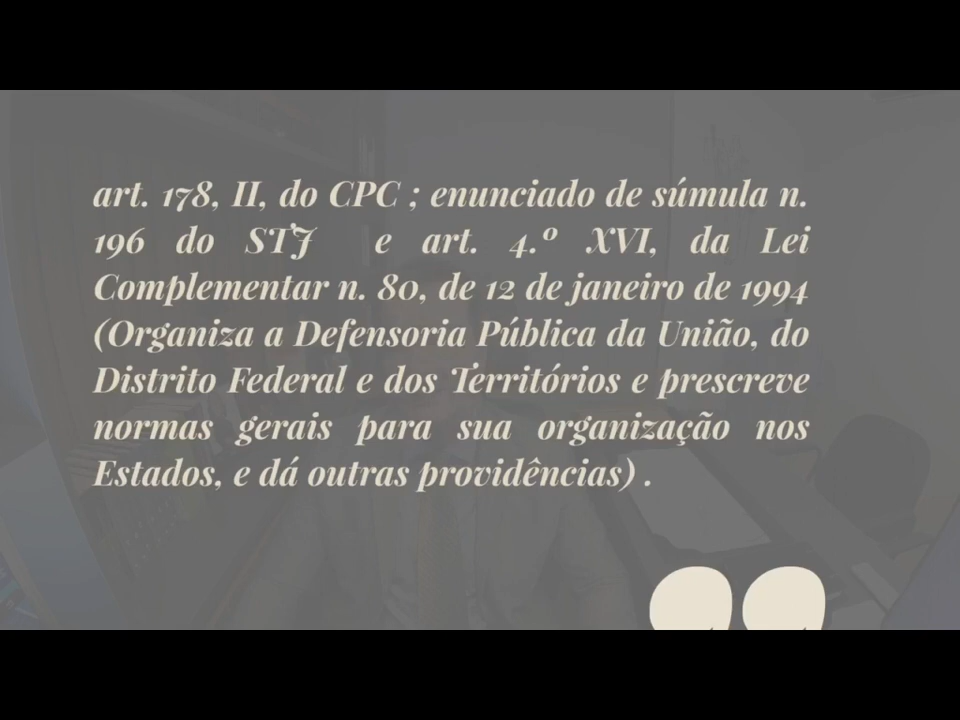 art. 178, II, do CPC ; enunciado de súmula n.
196 do STJ e art. 4.º XVI, da Lei
Complementar n. 80, de 12 de janeiro de 1994
(Organiza a Defensoria Pública da União, do
Distrito Federal e dos Territórios e prescreve
normas gerais para sua organização nos
Estados, e dá outras providências) .